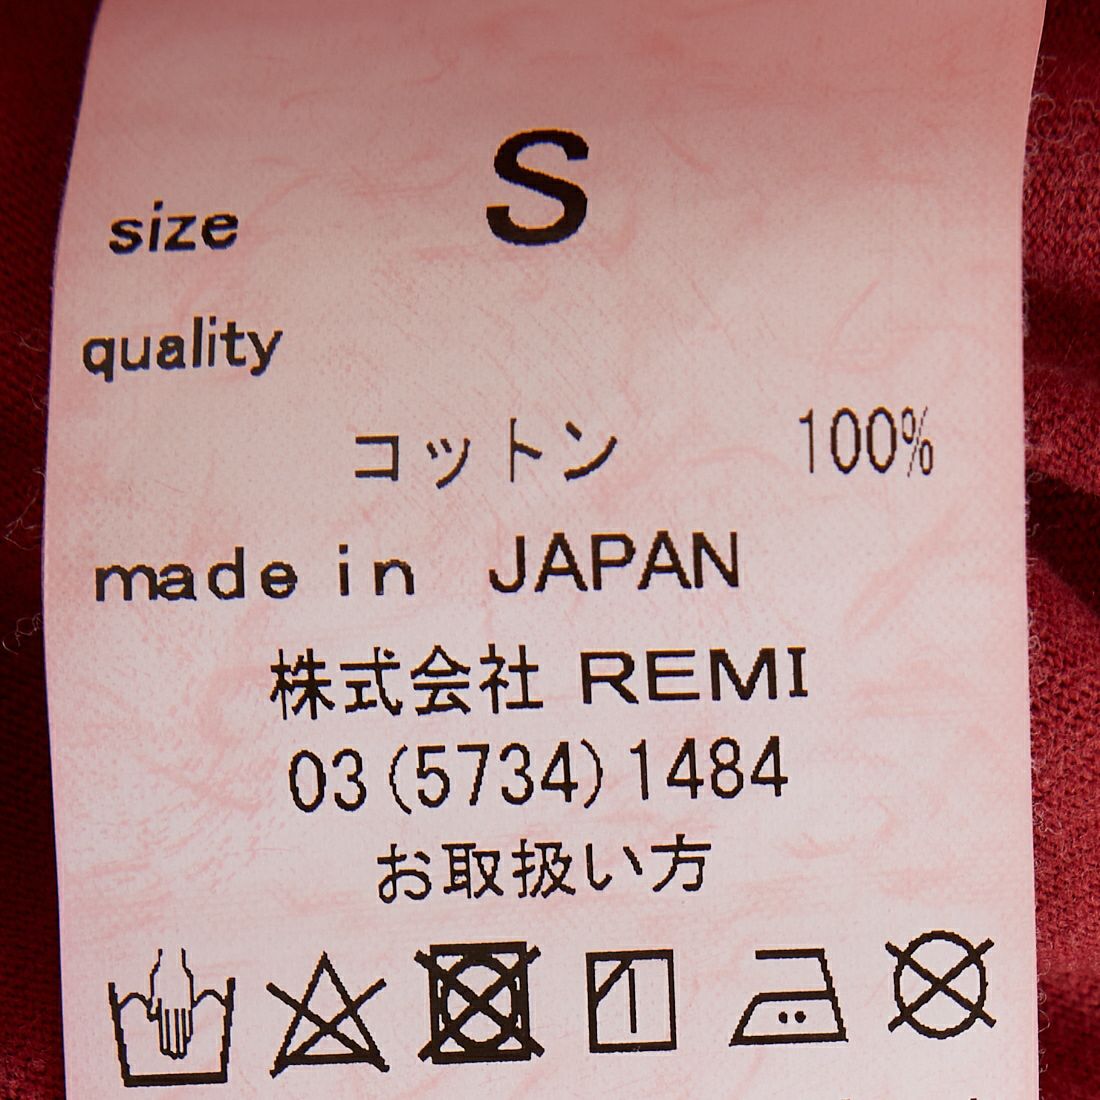 size S
quality
コットン 100%
made in JAPAN
株式会社 REMI
03(5734)1484
お取扱い方